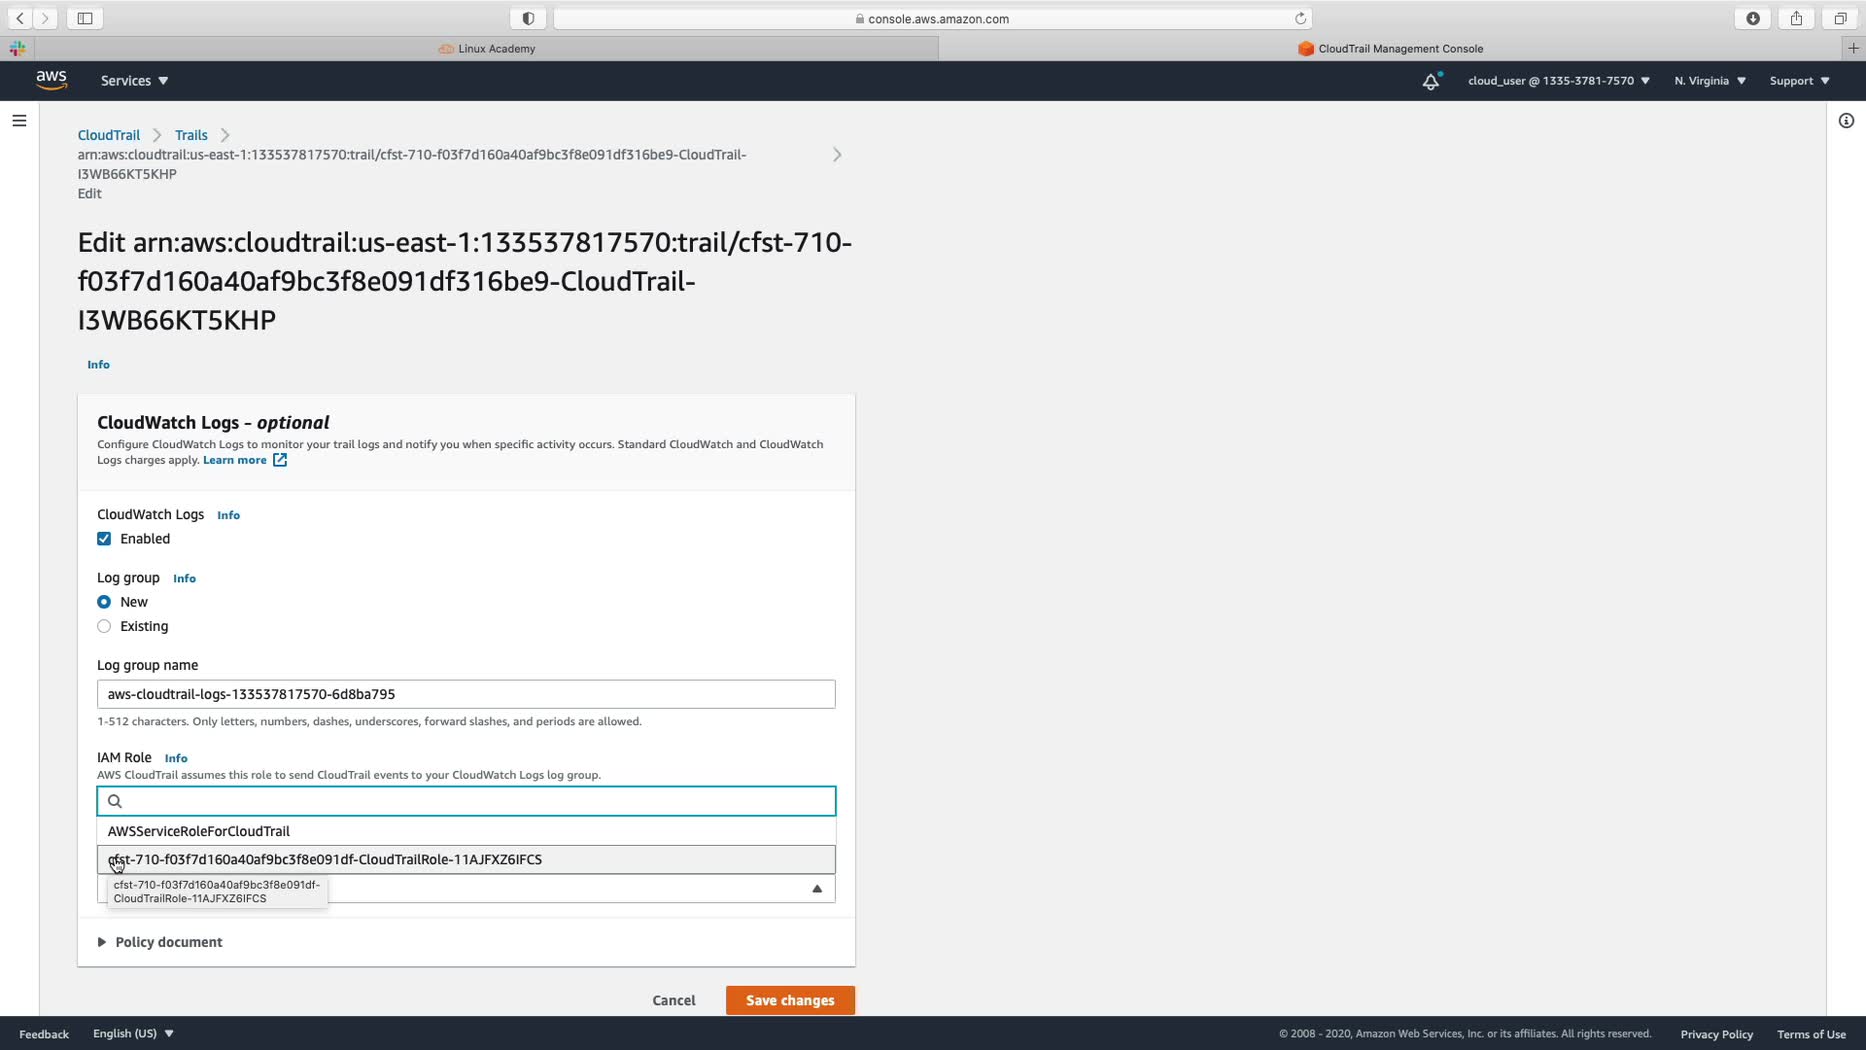 console.aws.amazon.com
Linux Academy
CloudTrail Management Console
aws
Services
cloud_user @ 1335-3781-7570
N. Virginia
Support
CloudTrail
Trails
arn:aws:cloudtrail:us-east-1:133537817570:trail/cfst-710-f03f7d160a40af9bc3f8e091df316be9-CloudTrail-
I3WB66KT5KHP
Edit
Edit arn:aws:cloudtrail:us-east-1:133537817570:trail/cfst-710-
f03f7d160a40af9bc3f8e091df316be9-CloudTrail-
I3WB66KT5KHP
Info
CloudWatch Logs - optional
Configure CloudWatch Logs to monitor your trail logs and notify you when specific activity occurs. Standard CloudWatch and CloudWatch
Logs charges apply. Learn more
CloudWatch Logs Info
Enabled
Log group Info
New
Existing
Log group name
aws-cloudtrail-logs-133537817570-6d8ba795
1-512 characters. Only letters, numbers, dashes, underscores, forward slashes, and periods are allowed.
IAM Role Info
AWS CloudTrail assumes this role to send CloudTrail events to your CloudWatch Logs log group.
AWSServiceRoleForCloudTrail
cfst-710-f03f7d160a40af9bc3f8e091df-CloudTrailRole-11AJFXZ6IFCS
cfst-710-f03f7d160a40af9bc3f8e091df-
CloudTrailRole-11AJFXZ6IFCS
Policy document
Cancel
Save changes
Feedback
English (US)
© 2008 - 2020, Amazon Web Services, Inc. or its affiliates. All rights reserved.
Privacy Policy
Terms of Use